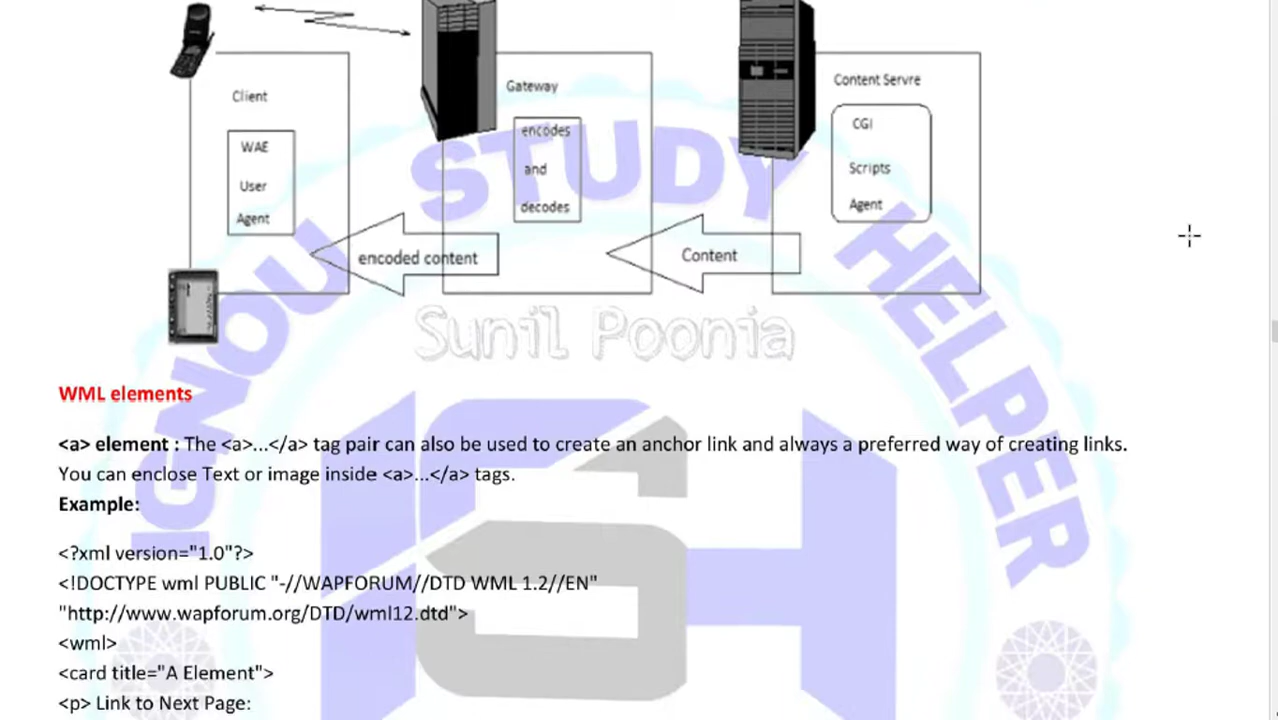 Client
WAE
User
Agent
Gateway
encodes
and
decodes
Content Servre
CGI
Scripts
Agent
encoded content
Content
IGNOU STUDY HELPER
Sunil Poonia
WML elements
<a> element : The <a>...</a> tag pair can also be used to create an anchor link and always a preferred way of creating links.
You can enclose Text or image inside <a>...</a> tags.
Example:
<?xml version="1.0"?>
<!DOCTYPE wml PUBLIC "-//WAPFORUM//DTD WML 1.2//EN"
"http://www.wapforum.org/DTD/wml12.dtd">
<wml>
<card title="A Element">
<p> Link to Next Page: